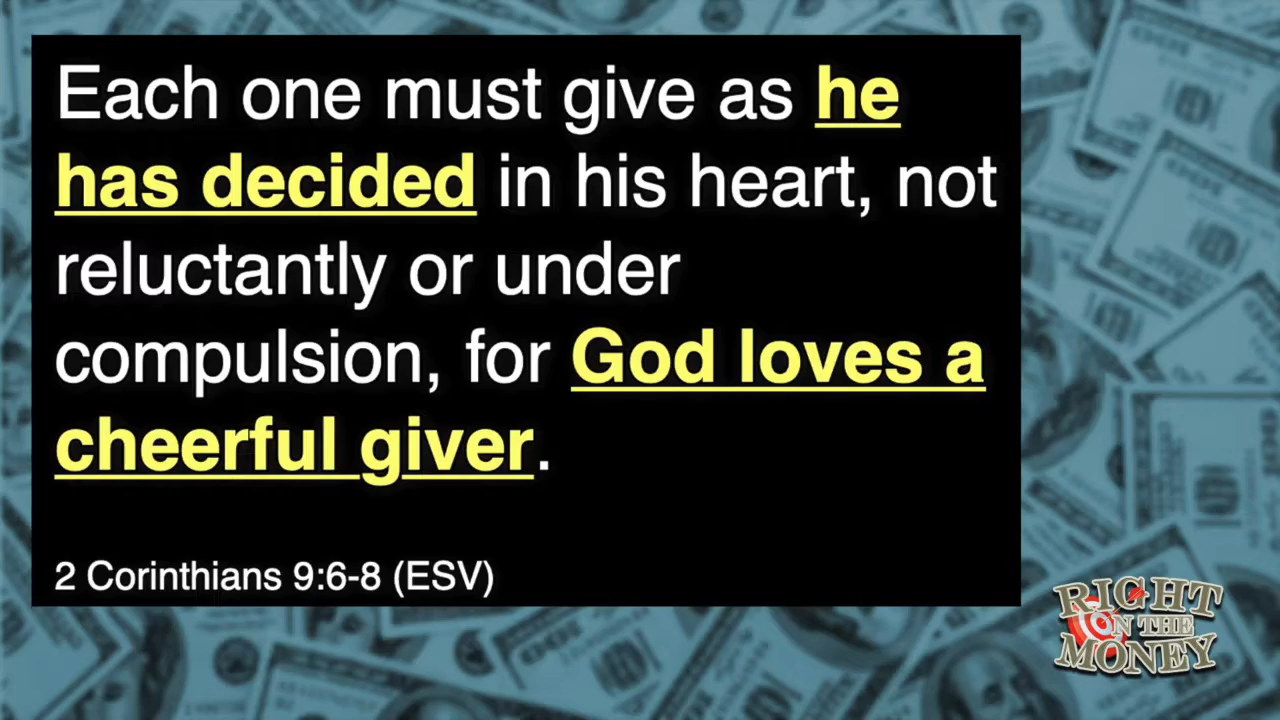 Each one must give as he
has decided in his heart, not
reluctantly or under
compulsion, for God loves a
cheerful giver.
2 Corinthians 9:6-8 (ESV)
RIGHT
ON THE
MONEY